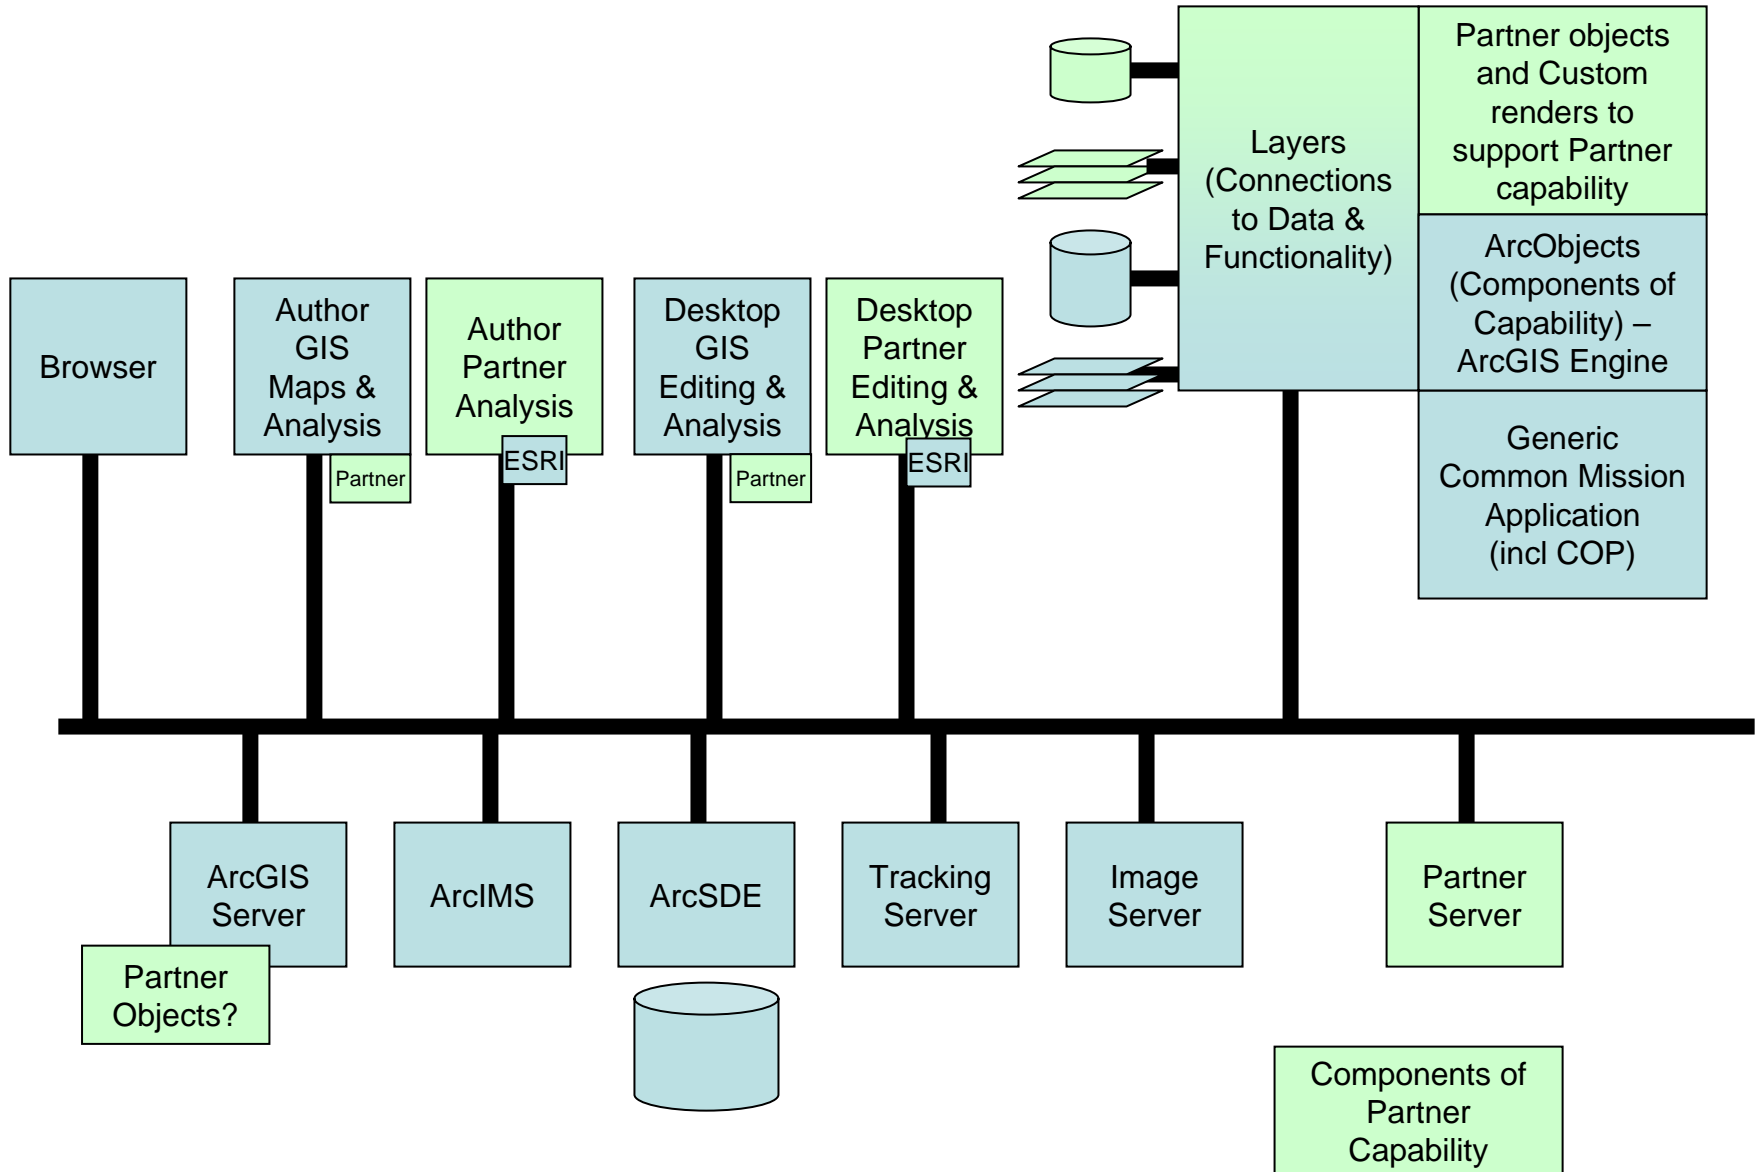 Partner objects
and Custom
renders to
support Partner
capability
Layers
(Connections
to Data &
Functionality)
ArcObjects
(Components of
Capability) –
ArcGIS Engine
Generic
Common Mission
Application
(incl COP)
Browser
Author
GIS
Maps &
Analysis
Partner
Author
Partner
Analysis
ESRI
Desktop
GIS
Editing &
Analysis
Partner
Desktop
Partner
Editing &
Analysis
ESRI
ArcGIS
Server
Partner
Objects?
ArcIMS
ArcSDE
Tracking
Server
Image
Server
Partner
Server
Components of
Partner
Capability